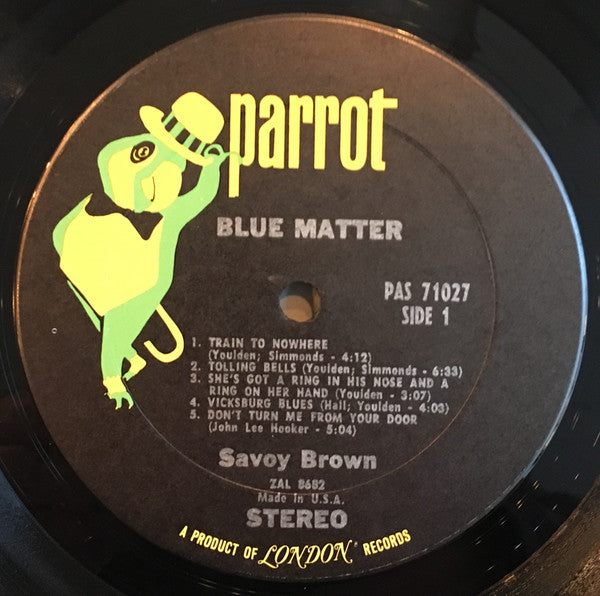 parrot
BLUE MATTER
PAS 71027
SIDE 1
1. TRAIN TO NOWHERE
(Youlden; Simmonds - 4:12)
2. TOLLING BELLS (Youlden; Simmonds - 6:33)
3. SHE'S GOT A RING IN HIS NOSE AND A
RING ON HER HAND (Youlden - 3:07)
4. VICKSBURG BLUES (Hall; Youlden - 4:03)
5. DON'T TURN ME FROM YOUR DOOR
(John Lee Hooker - 5:04)
Savoy Brown
ZAL 8682
Made in U.S.A.
STEREO
A PRODUCT OF LONDON® RECORDS